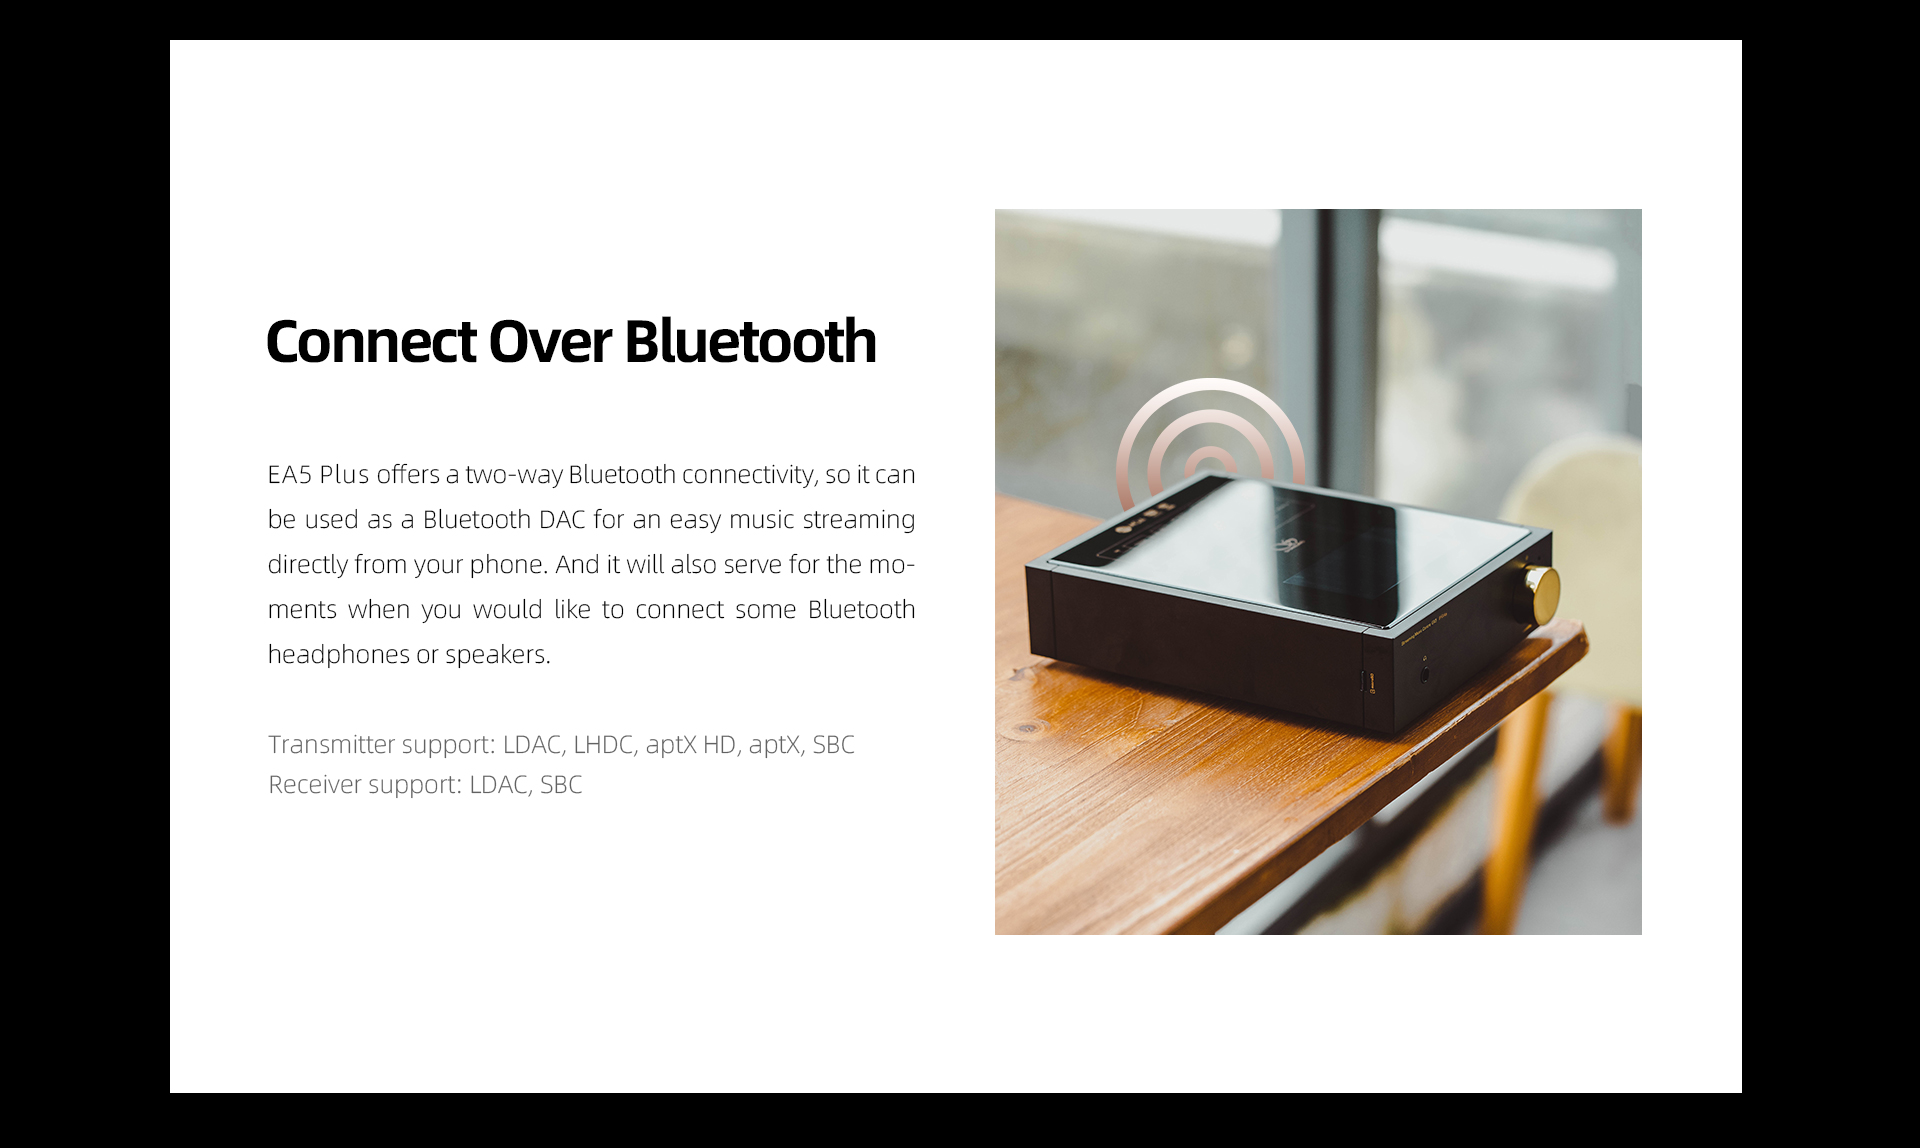 Connect Over Bluetooth
EA5 Plus offers a two-way Bluetooth connectivity, so it can
be used as a Bluetooth DAC for an easy music streaming
directly from your phone. And it will also serve for the mo-
ments when you would like to connect some Bluetooth
headphones or speakers.
Transmitter support: LDAC, LHDC, aptX HD, aptX, SBC
Receiver support: LDAC, SBC